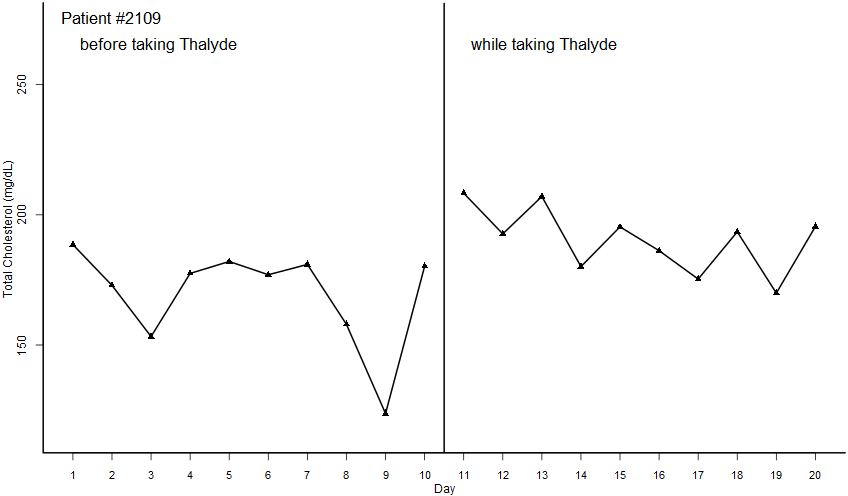 Patient #2109
before taking Thalyde
while taking Thalyde
Total Cholesterol (mg/dL)
250
200
150
1 2 3 4 5 6 7 8 9 10 11 12 13 14 15 16 17 18 19 20
Day